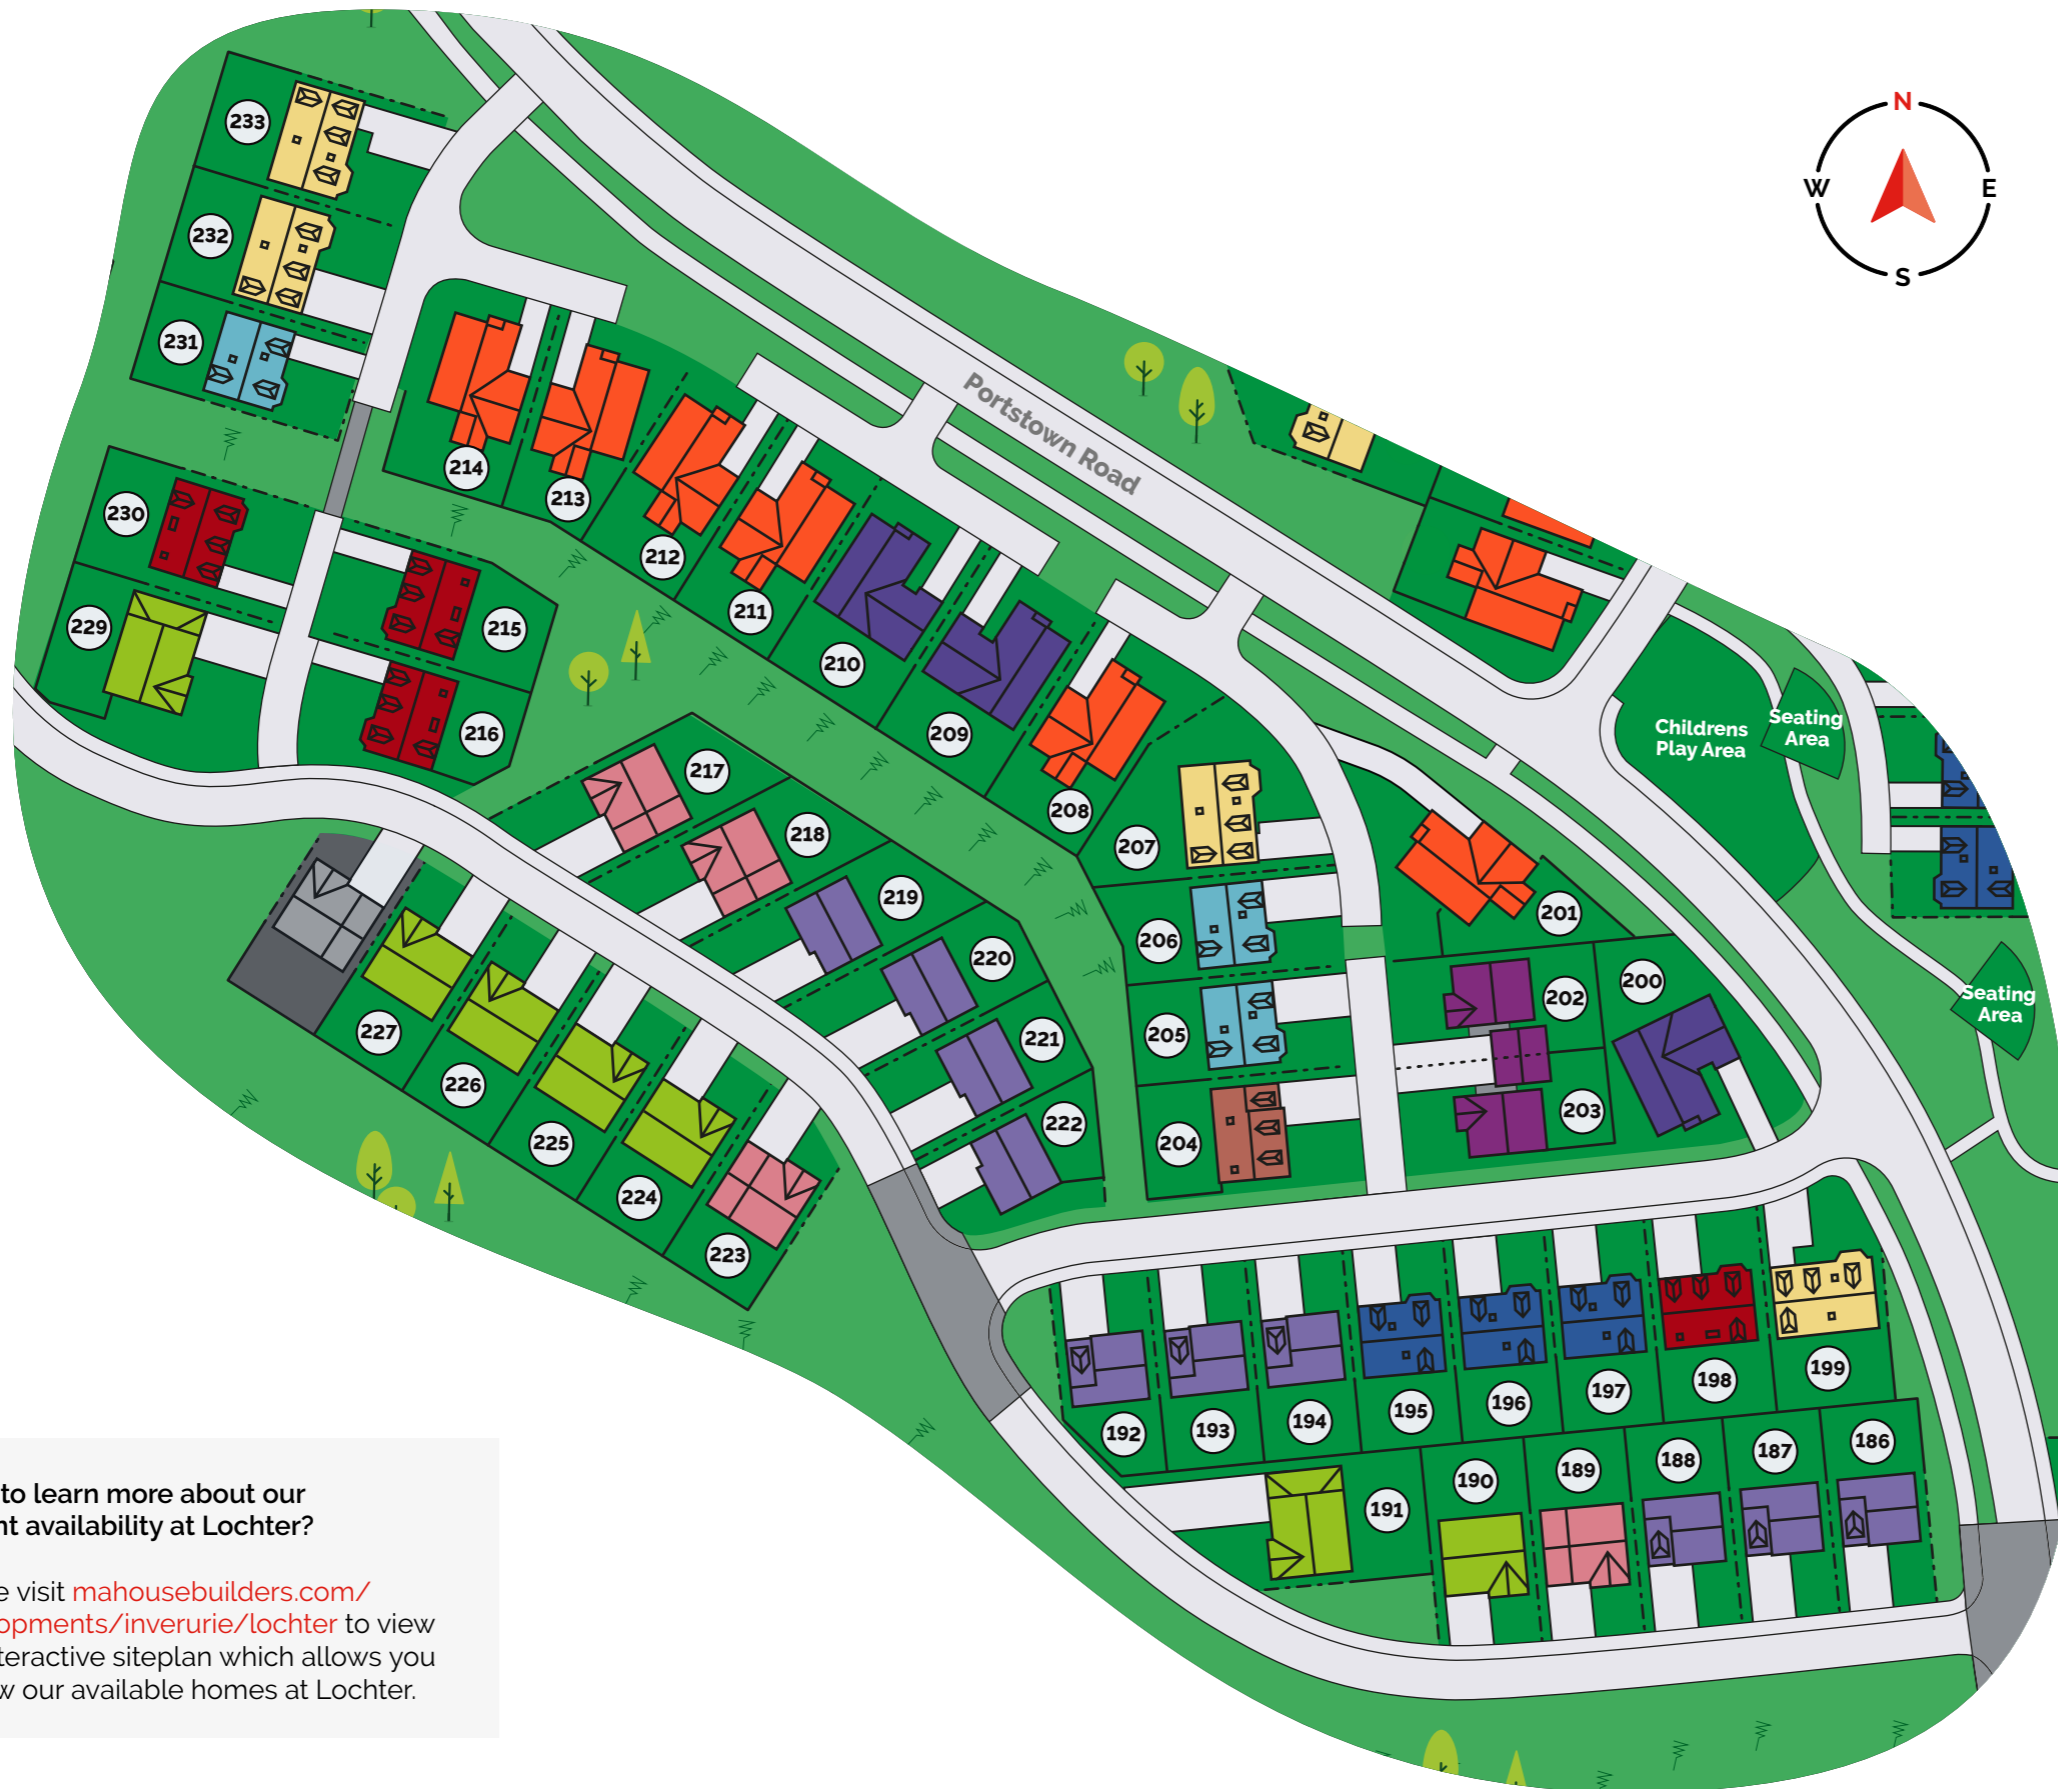 N
W
E
S
233
232
231
230
229
214
213
212
211
210
209
208
215
216
217
218
219
220
221
222
207
206
205
204
201
202
200
203
227
226
225
224
223
Portstown Road
Childrens
Play Area
Seating
Area
Seating
Area
192
193
194
195
196
197
198
199
191
190
189
188
187
186
to learn more about our
nt availability at Lochter?
e visit mahousebuilders.com/
opments/inverurie/lochter to view
teractive siteplan which allows you
w our available homes at Lochter.